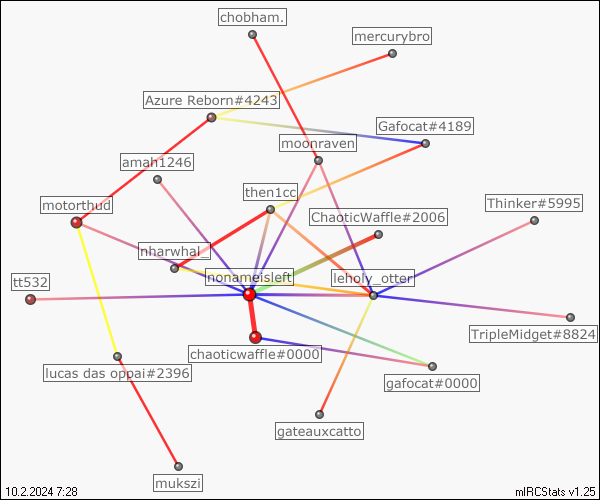 chobham.
mercurybro
Azure Reborn#4243
Gafocat#4189
moonraven
amah1246
then1cc
motorthud
Thinker#5995
ChaoticWaffle#2006
nharwhal_
nonameisleft
leholy_otter
tt532
TripleMidget#8824
chaoticwaffle#0000
lucas das oppai#2396
gafocat#0000
gateauxcatto
mukszi
10.2.2024 7:28
mIRCStats v1.25